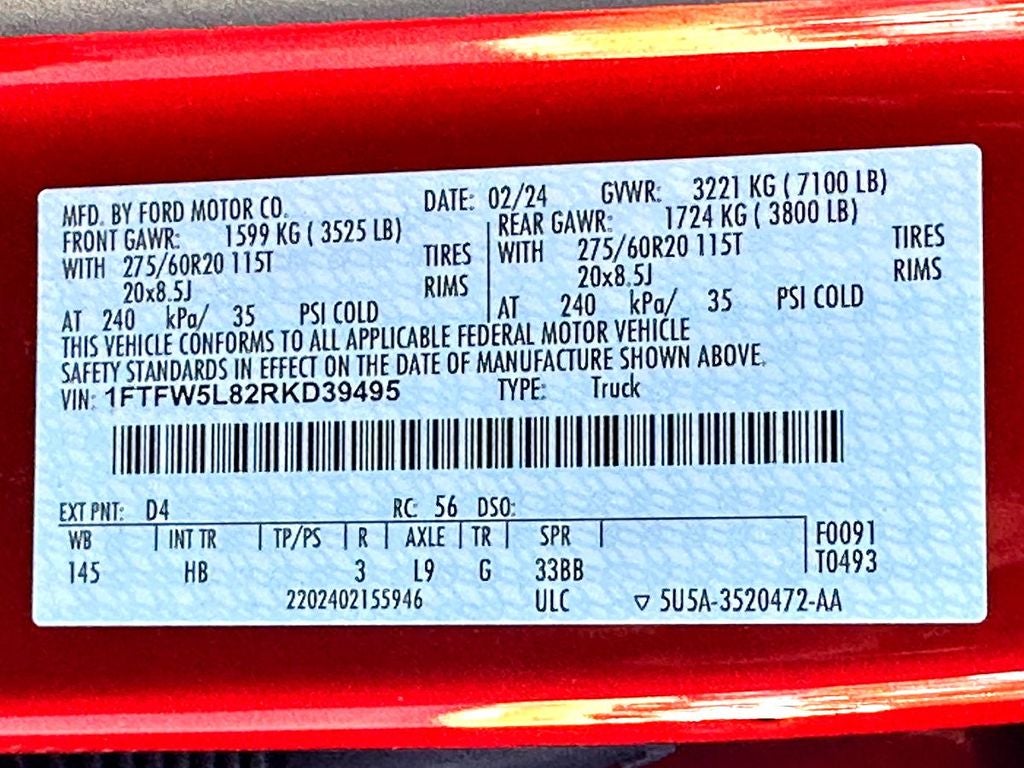 MFD. BY FORD MOTOR CO. DATE: 02/24 GVWR: 3221 KG ( 7100 LB)
FRONT GAWR: 1599 KG ( 3525 LB) REAR GAWR: 1724 KG ( 3800 LB)
WITH 275/60R20 115T TIRES WITH 275/60R20 115T TIRES
20x8.5J RIMS 20x8.5J RIMS
AT 240 kPa/ 35 PSI COLD AT 240 kPa/ 35 PSI COLD
THIS VEHICLE CONFORMS TO ALL APPLICABLE FEDERAL MOTOR VEHICLE
SAFETY STANDARDS IN EFFECT ON THE DATE OF MANUFACTURE SHOWN ABOVE.
VIN: 1FTFW5L82RKD39495 TYPE: Truck
EXT PNT: D4 RC: 56 DSO:
WB INT TR TP/PS R AXLE TR SPR F0091
145 HB 3 L9 G 33BB T0493
2202402155946 ULC ▽ 5U5A-3520472-AA